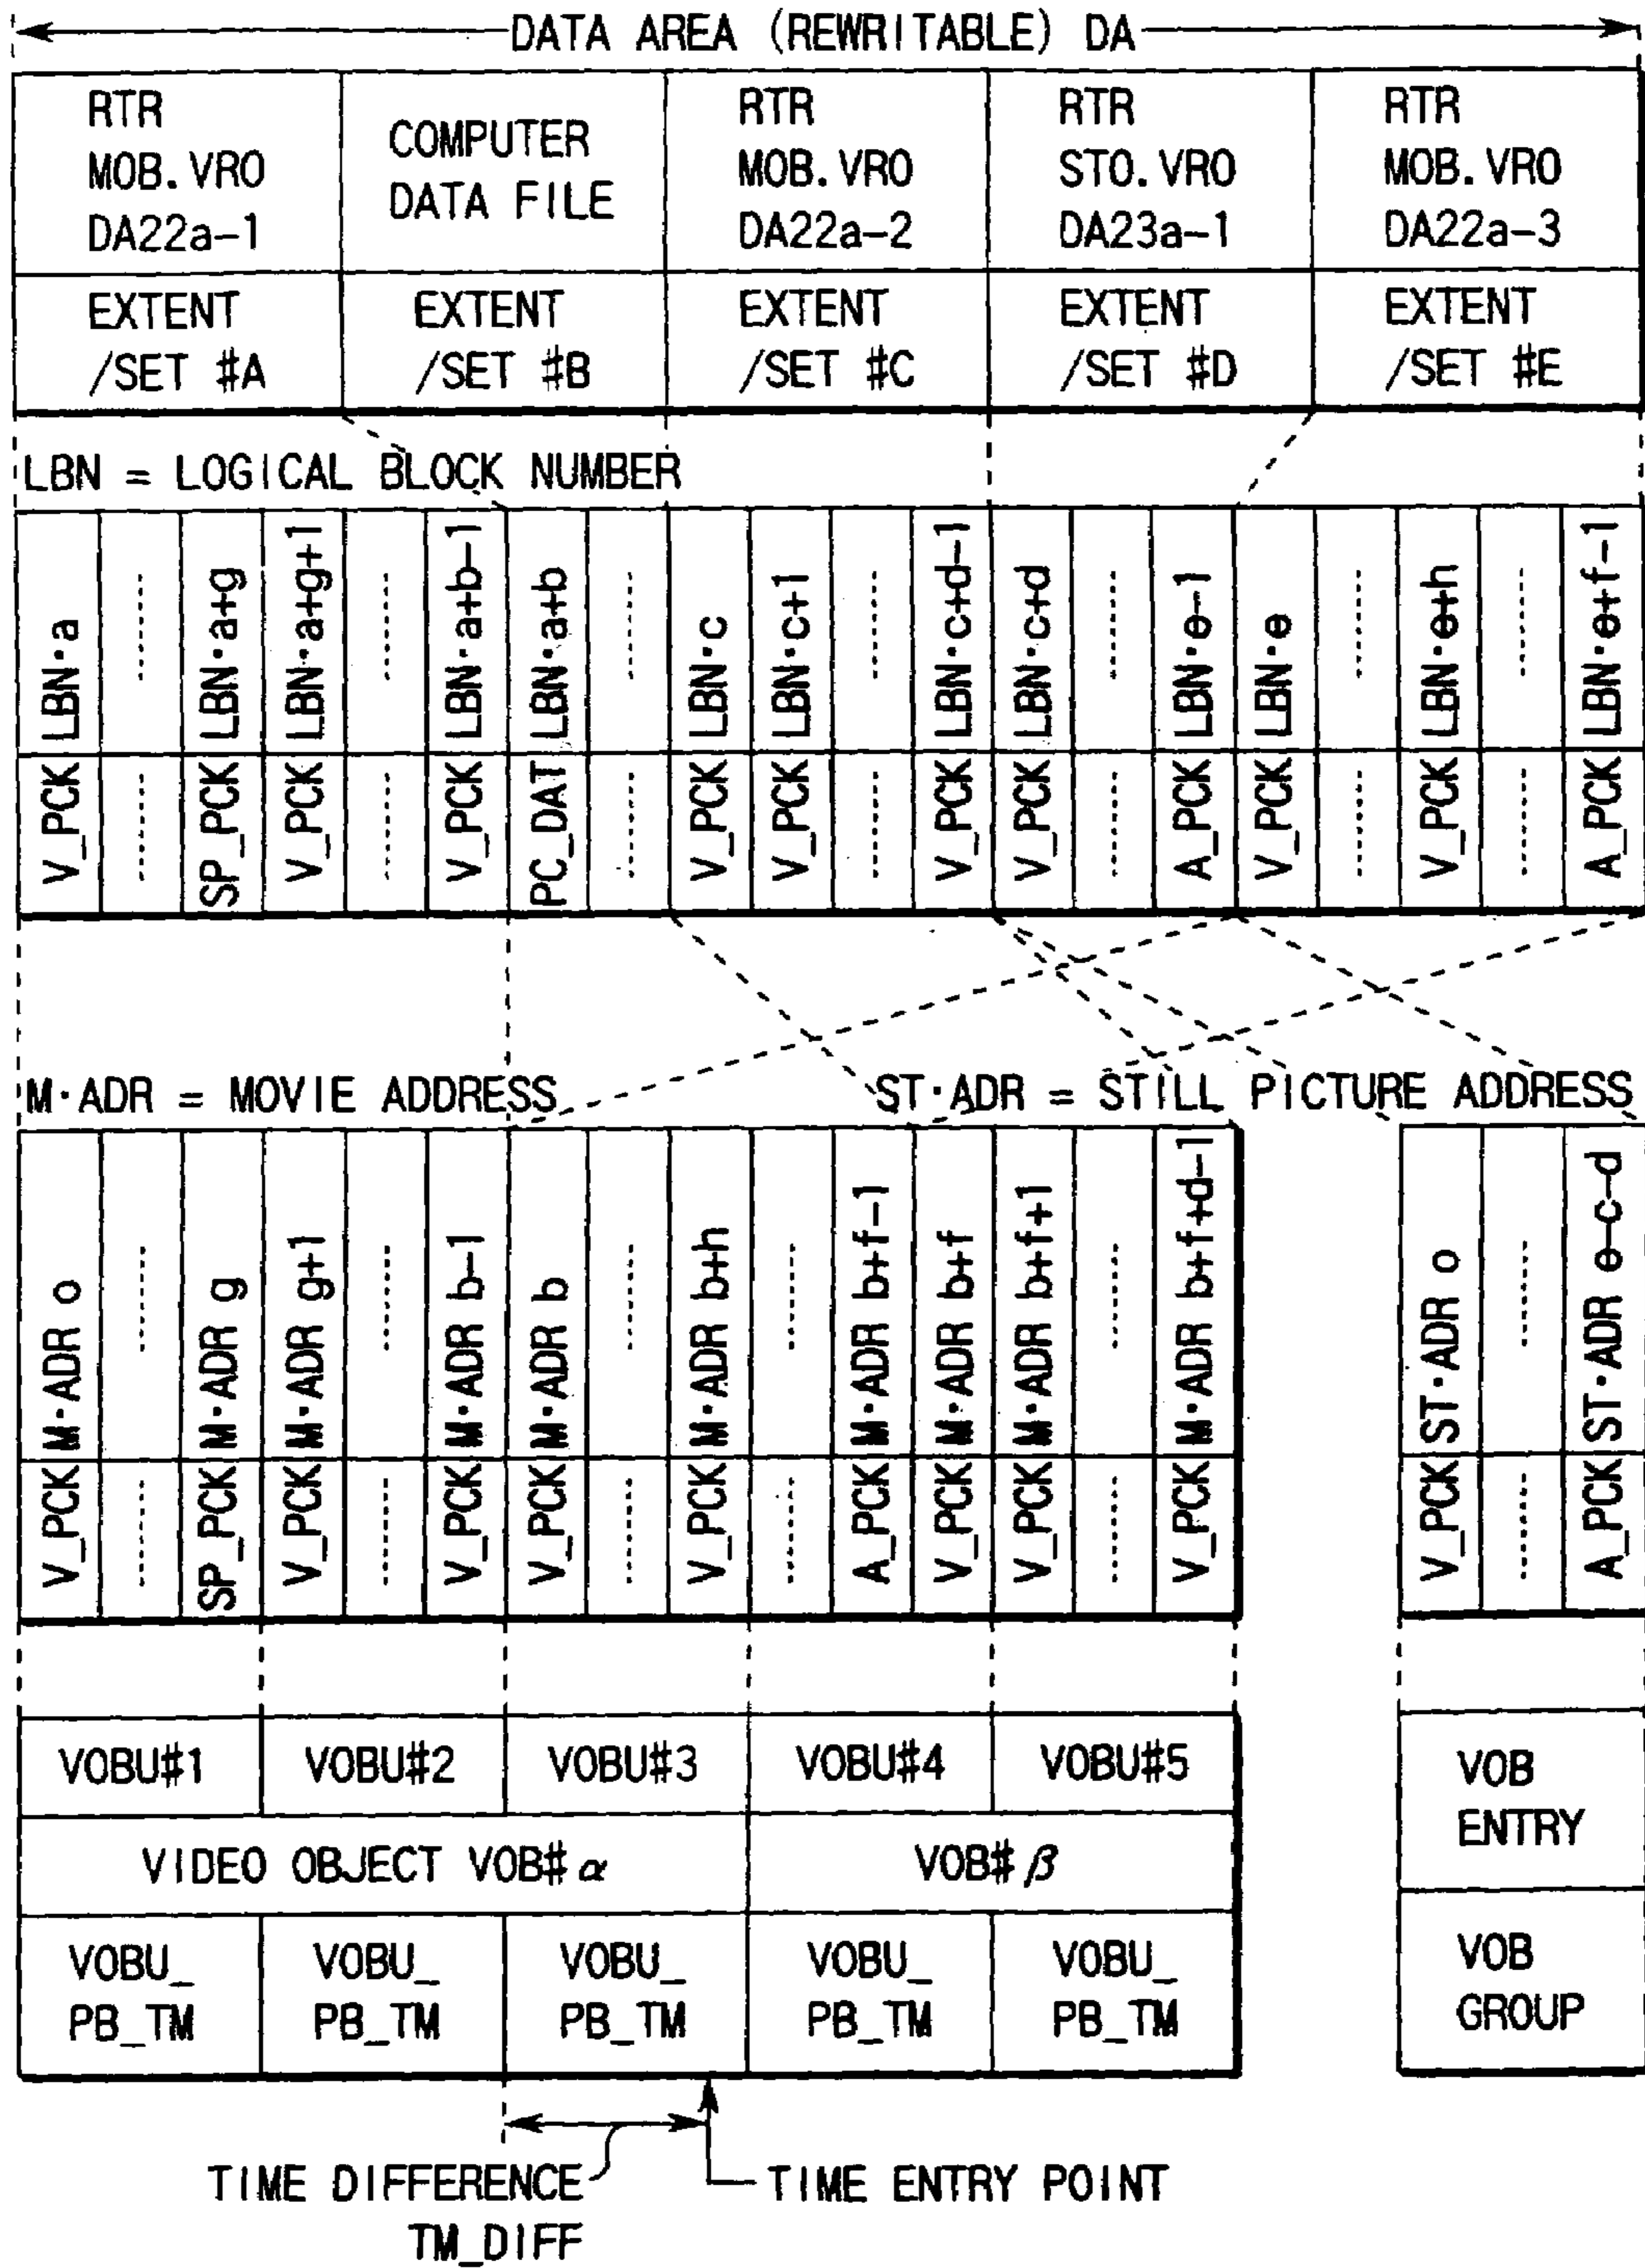 DATA AREA (REWRITABLE) DA
RTR
MOB.VRO
DA22a-1
COMPUTER
DATA FILE
RTR
MOB.VRO
DA22a-2
RTR
STO.VRO
DA23a-1
RTR
MOB.VRO
DA22a-3
EXTENT
/SET #A
EXTENT
/SET #B
EXTENT
/SET #C
EXTENT
/SET #D
EXTENT
/SET #E
LBN = LOGICAL BLOCK NUMBER
V_PCK LBN·a
SP_PCK LBN·a+g
V_PCK LBN·a+g+1
V_PCK LBN·a+b-1
PC_DAT LBN·a+b
V_PCK LBN·c
V_PCK LBN·c+1
V_PCK LBN·c+d-1
V_PCK LBN·c+d
A_PCK LBN·e-1
V_PCK LBN·e
V_PCK LBN·e+h
A_PCK LBN·e+f-1
M·ADR = MOVIE ADDRESS
ST·ADR = STILL PICTURE ADDRESS
V_PCK M·ADR o
SP_PCK M·ADR g
V_PCK M·ADR g+1
V_PCK M·ADR b-1
V_PCK M·ADR b
V_PCK M·ADR b+h
A_PCK M·ADR b+f-1
V_PCK M·ADR b+f
V_PCK M·ADR b+f+1
V_PCK M·ADR b+f+d-1
V_PCK ST·ADR o
A_PCK ST·ADR e-c-d
VOBU#1
VOBU#2
VOBU#3
VOBU#4
VOBU#5
VOB
ENTRY
VIDEO OBJECT VOB#α
VOB#β
VOBU_
PB_TM
VOBU_
PB_TM
VOBU_
PB_TM
VOBU_
PB_TM
VOBU_
PB_TM
VOB
GROUP
TIME DIFFERENCE
TM_DIFF
TIME ENTRY POINT